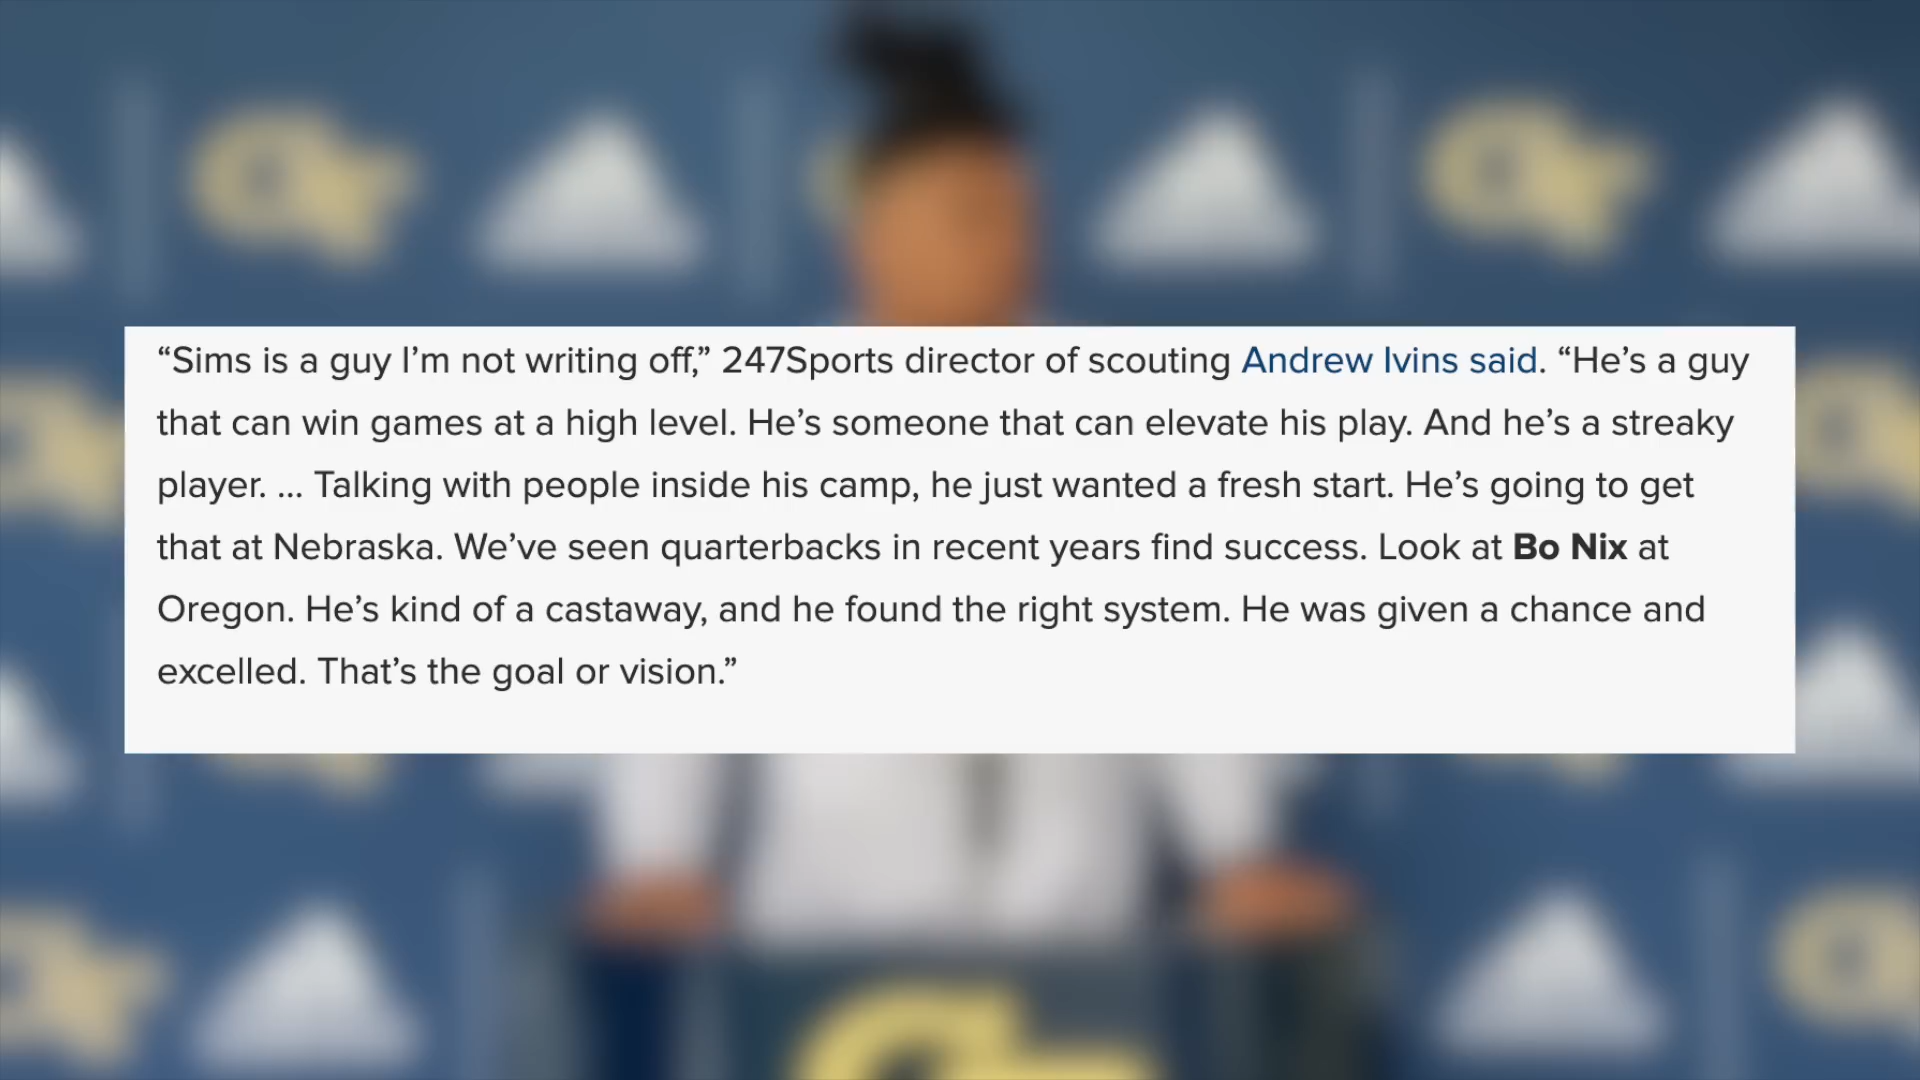 “Sims is a guy I’m not writing off,” 247Sports director of scouting Andrew Ivins said. “He’s a guy
that can win games at a high level. He’s someone that can elevate his play. And he’s a streaky
player. ... Talking with people inside his camp, he just wanted a fresh start. He’s going to get
that at Nebraska. We’ve seen quarterbacks in recent years find success. Look at Bo Nix at
Oregon. He’s kind of a castaway, and he found the right system. He was given a chance and
excelled. That’s the goal or vision.”